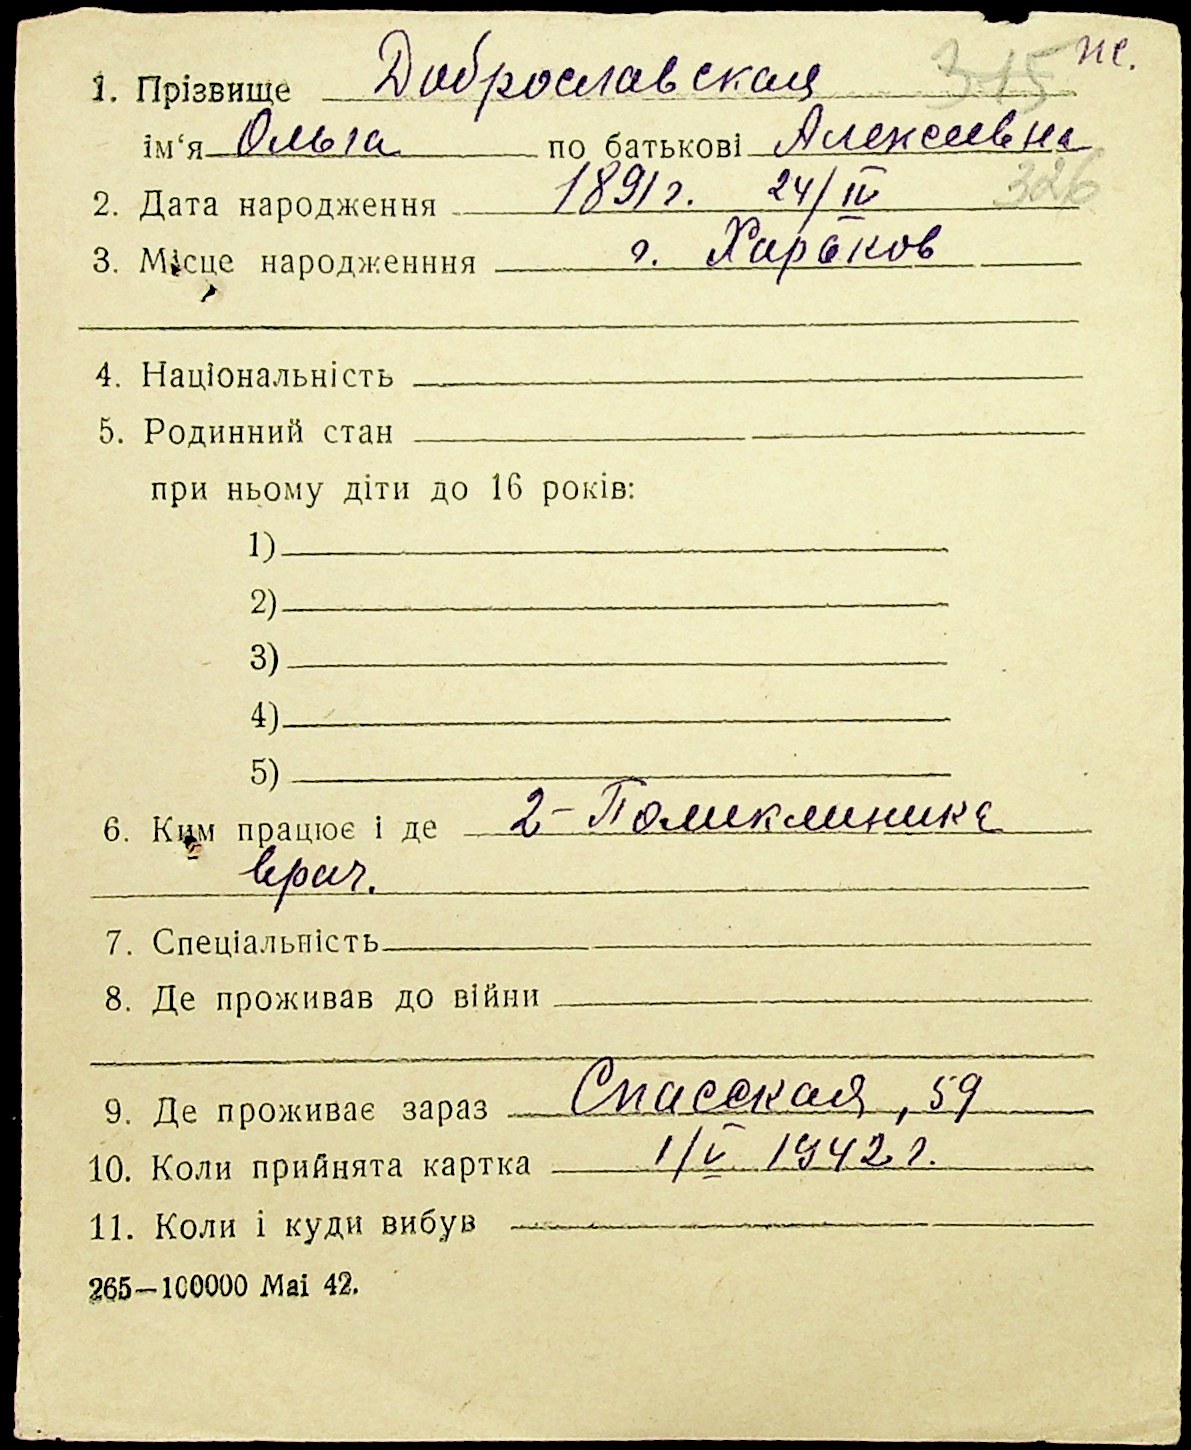 ж.
1. Прізвище Доброславская 315
ім‘я Ольга по батькові Алексеевна
2. Дата народження 1891 г. 24/IV 326
3. Місце народженння г. Харьков
4. Національність
5. Родинний стан
при ньому діти до 16 років:
1)
2)
3)
4)
5)
6. Ким працює і де 2-Поликлиника
врач.
7. Спеціальність
8. Де проживав до війни
9. Де проживає зараз Спасская, 59
10. Коли прийнята картка 1/V 1942 г.
11. Коли і куди вибув
265—100000 Mai 42.